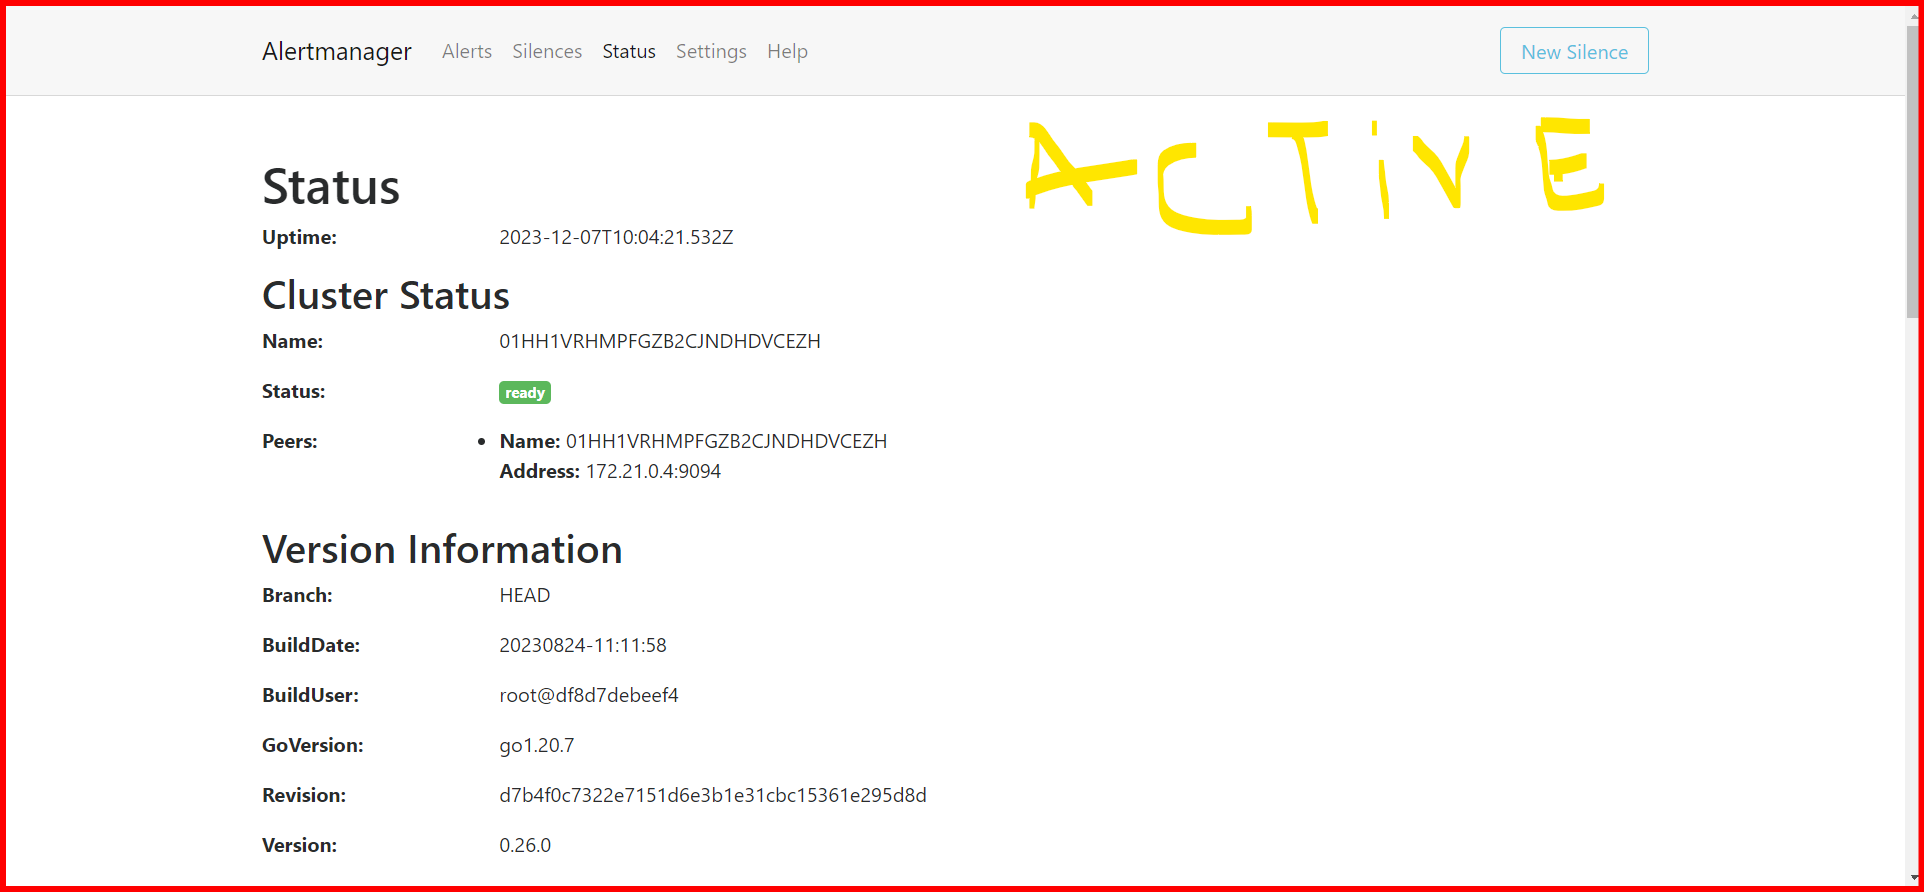 Alertmanager Alerts Silences Status Settings Help New Silence
ACTiVE
Status
Uptime: 2023-12-07T10:04:21.532Z
Cluster Status
Name: 01HH1VRHMPFGZB2CJNDHDVCEZH
Status: ready
Peers: • Name: 01HH1VRHMPFGZB2CJNDHDVCEZH
Address: 172.21.0.4:9094
Version Information
Branch: HEAD
BuildDate: 20230824-11:11:58
BuildUser: root@df8d7debeef4
GoVersion: go1.20.7
Revision: d7b4f0c7322e7151d6e3b1e31cbc15361e295d8d
Version: 0.26.0